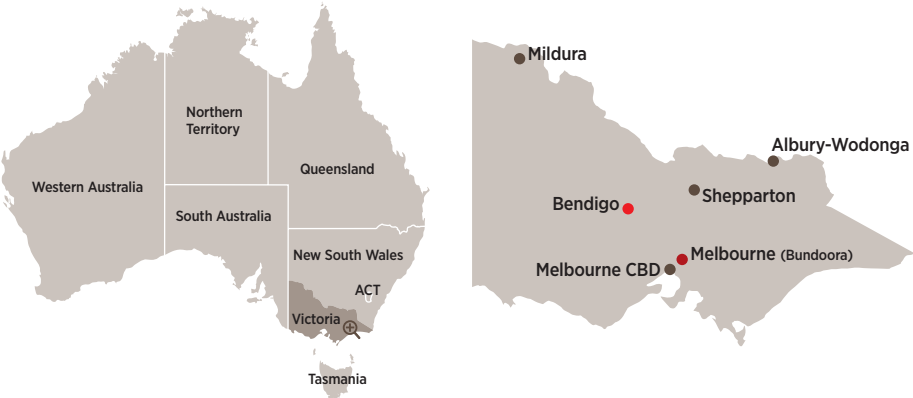 Northern
Territory
Queensland
Western Australia
South Australia
New South Wales
ACT
Victoria
Tasmania
Mildura
Albury-Wodonga
Shepparton
Bendigo
Melbourne (Bundoora)
Melbourne CBD